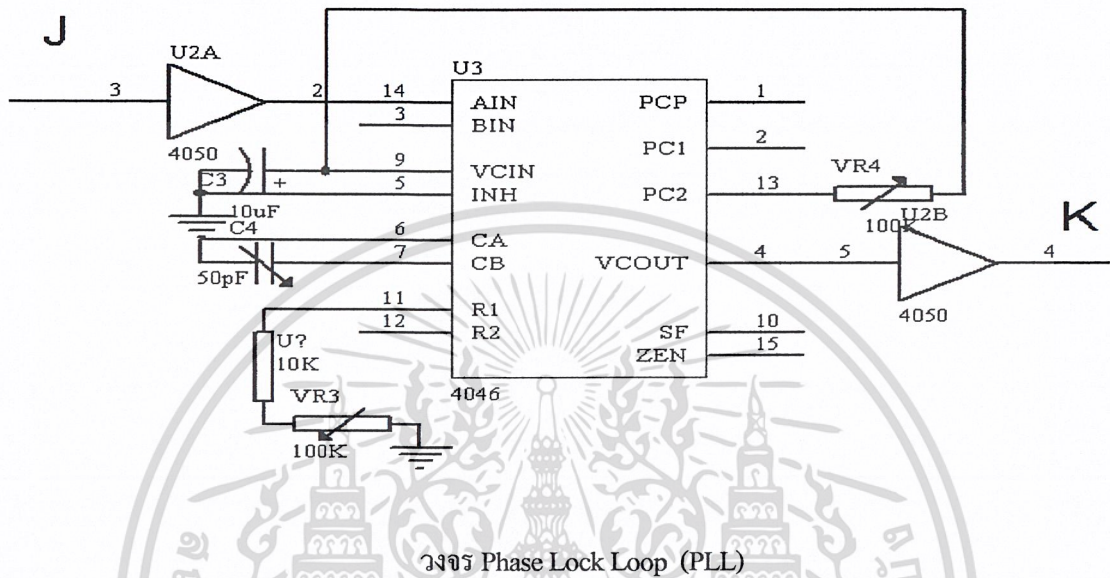 J
U2A
3
2
4050
U3
14
AIN
3
BIN
9
VCIN
5
INH
6
CA
7
CB
11
R1
12
R2
PCP
1
PC1
2
PC2
13
VCOUT
4
SF
10
ZEN
15
4046
C3
+
10uF
C4
50pF
U?
10K
VR3
100K
VR4
100K
U2B
5
4
4050
K
วงจร Phase Lock Loop (PLL)